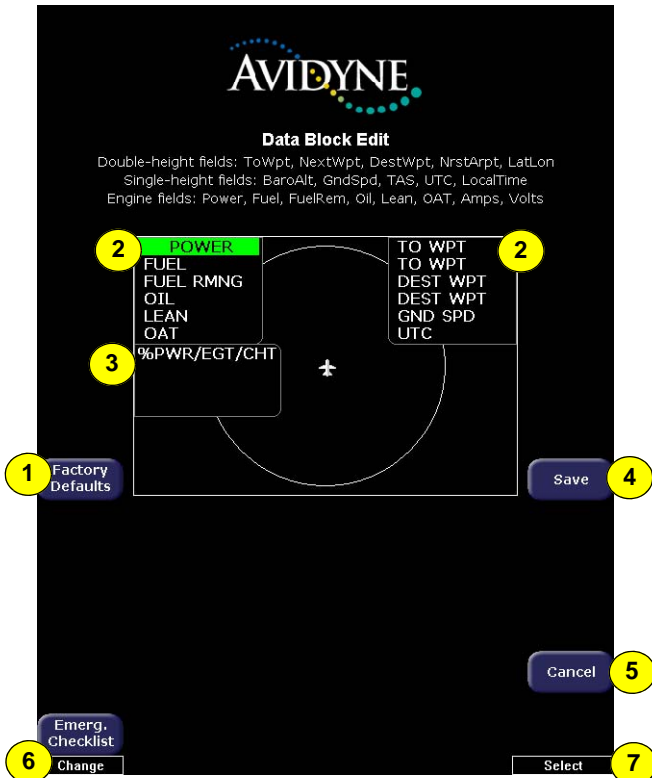 AVIDYNE
Data Block Edit
Double-height fields: ToWpt, NextWpt, DestWpt, NrstArpt, LatLon
Single-height fields: BaroAlt, GndSpd, TAS, UTC, LocalTime
Engine fields: Power, Fuel, FuelRem, Oil, Lean, OAT, Amps, Volts
2
POWER
FUEL
FUEL RMNG
OIL
LEAN
OAT
TO WPT
TO WPT
DEST WPT
DEST WPT
GND SPD
UTC
2
3
%PWR/EGT/CHT
1
Factory
Defaults
Save
4
Cancel
5
Emerg.
Checklist
6
Change
Select
7